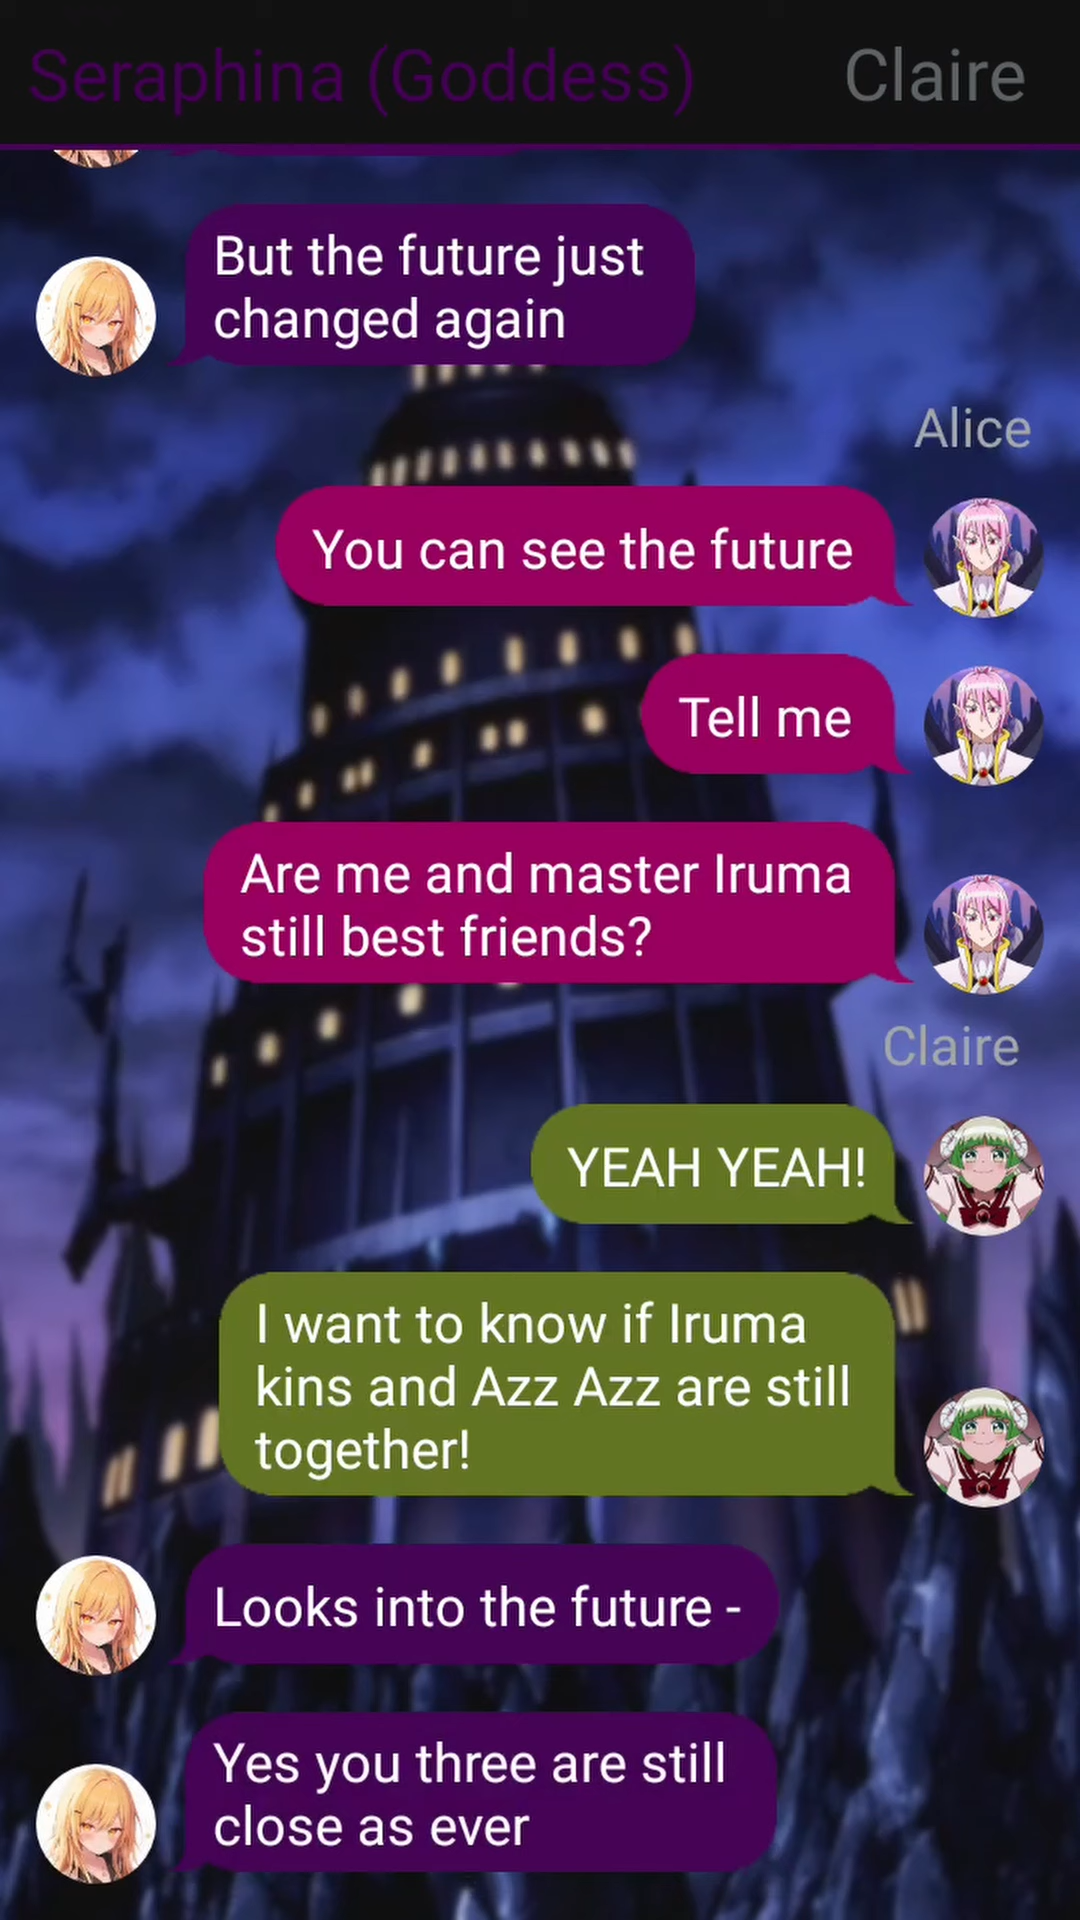 Seraphina (Goddess) Claire
But the future just
changed again
Alice
You can see the future
Tell me
Are me and master Iruma
still best friends?
Claire
YEAH YEAH!
I want to know if Iruma
kins and Azz Azz are still
together!
Looks into the future -
Yes you three are still
close as ever